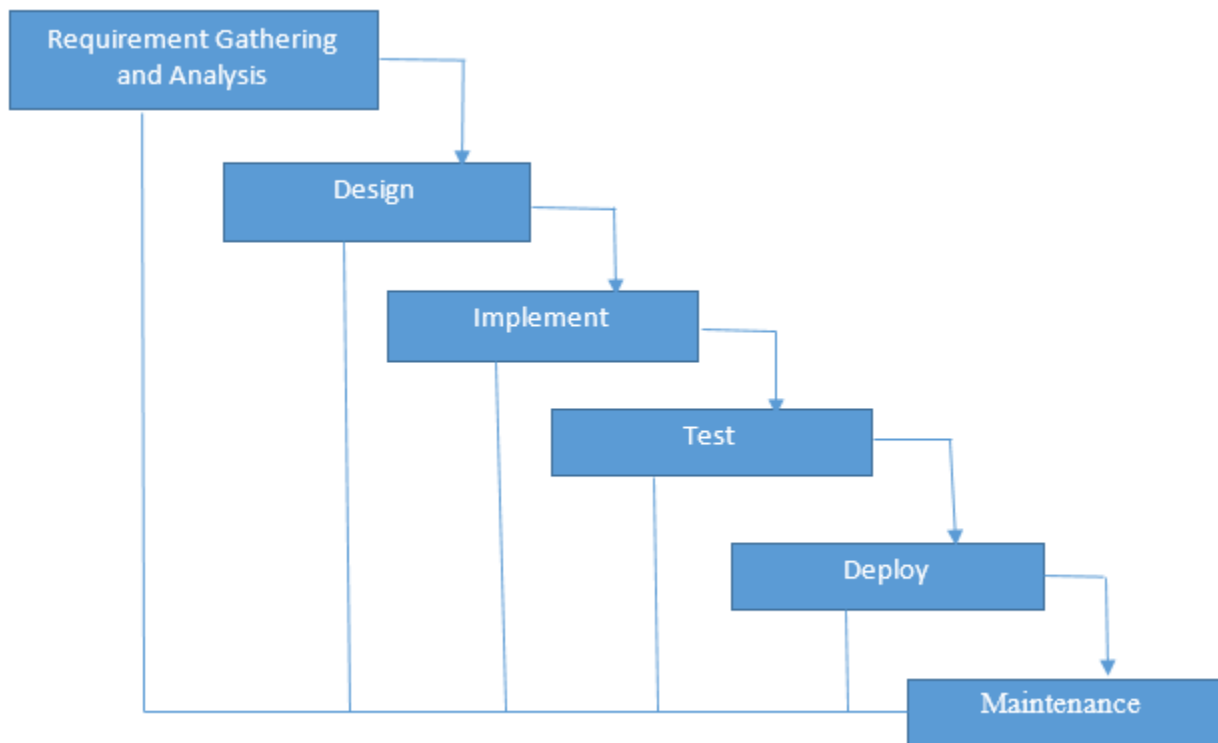 Requirement Gathering
and Analysis
Design
Implement
Test
Deploy
Maintenance